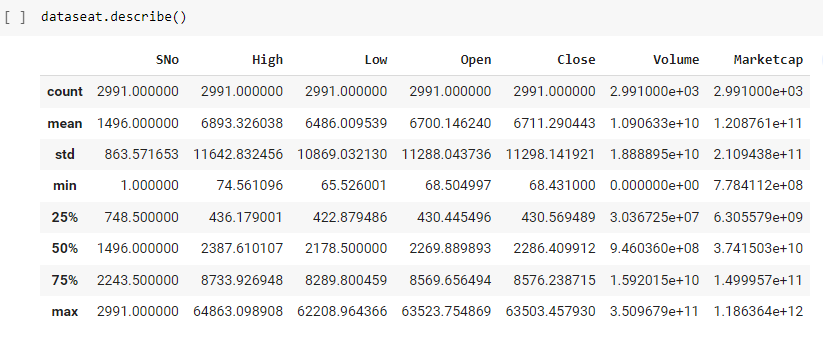 [ ] dataseat.describe()
SNo High Low Open Close Volume Marketcap
count 2991.000000 2991.000000 2991.000000 2991.000000 2991.000000 2.991000e+03 2.991000e+03
mean 1496.000000 6893.326038 6486.009539 6700.146240 6711.290443 1.090633e+10 1.208761e+11
std 863.571653 11642.832456 10869.032130 11288.043736 11298.141921 1.888895e+10 2.109438e+11
min 1.000000 74.561096 65.526001 68.504997 68.431000 0.000000e+00 7.784112e+08
25% 748.500000 436.179001 422.879486 430.445496 430.569489 3.036725e+07 6.305579e+09
50% 1496.000000 2387.610107 2178.500000 2269.889893 2286.409912 9.460360e+08 3.741503e+10
75% 2243.500000 8733.926948 8289.800459 8569.656494 8576.238715 1.592015e+10 1.499957e+11
max 2991.000000 64863.098908 62208.964366 63523.754869 63503.457930 3.509679e+11 1.186364e+12